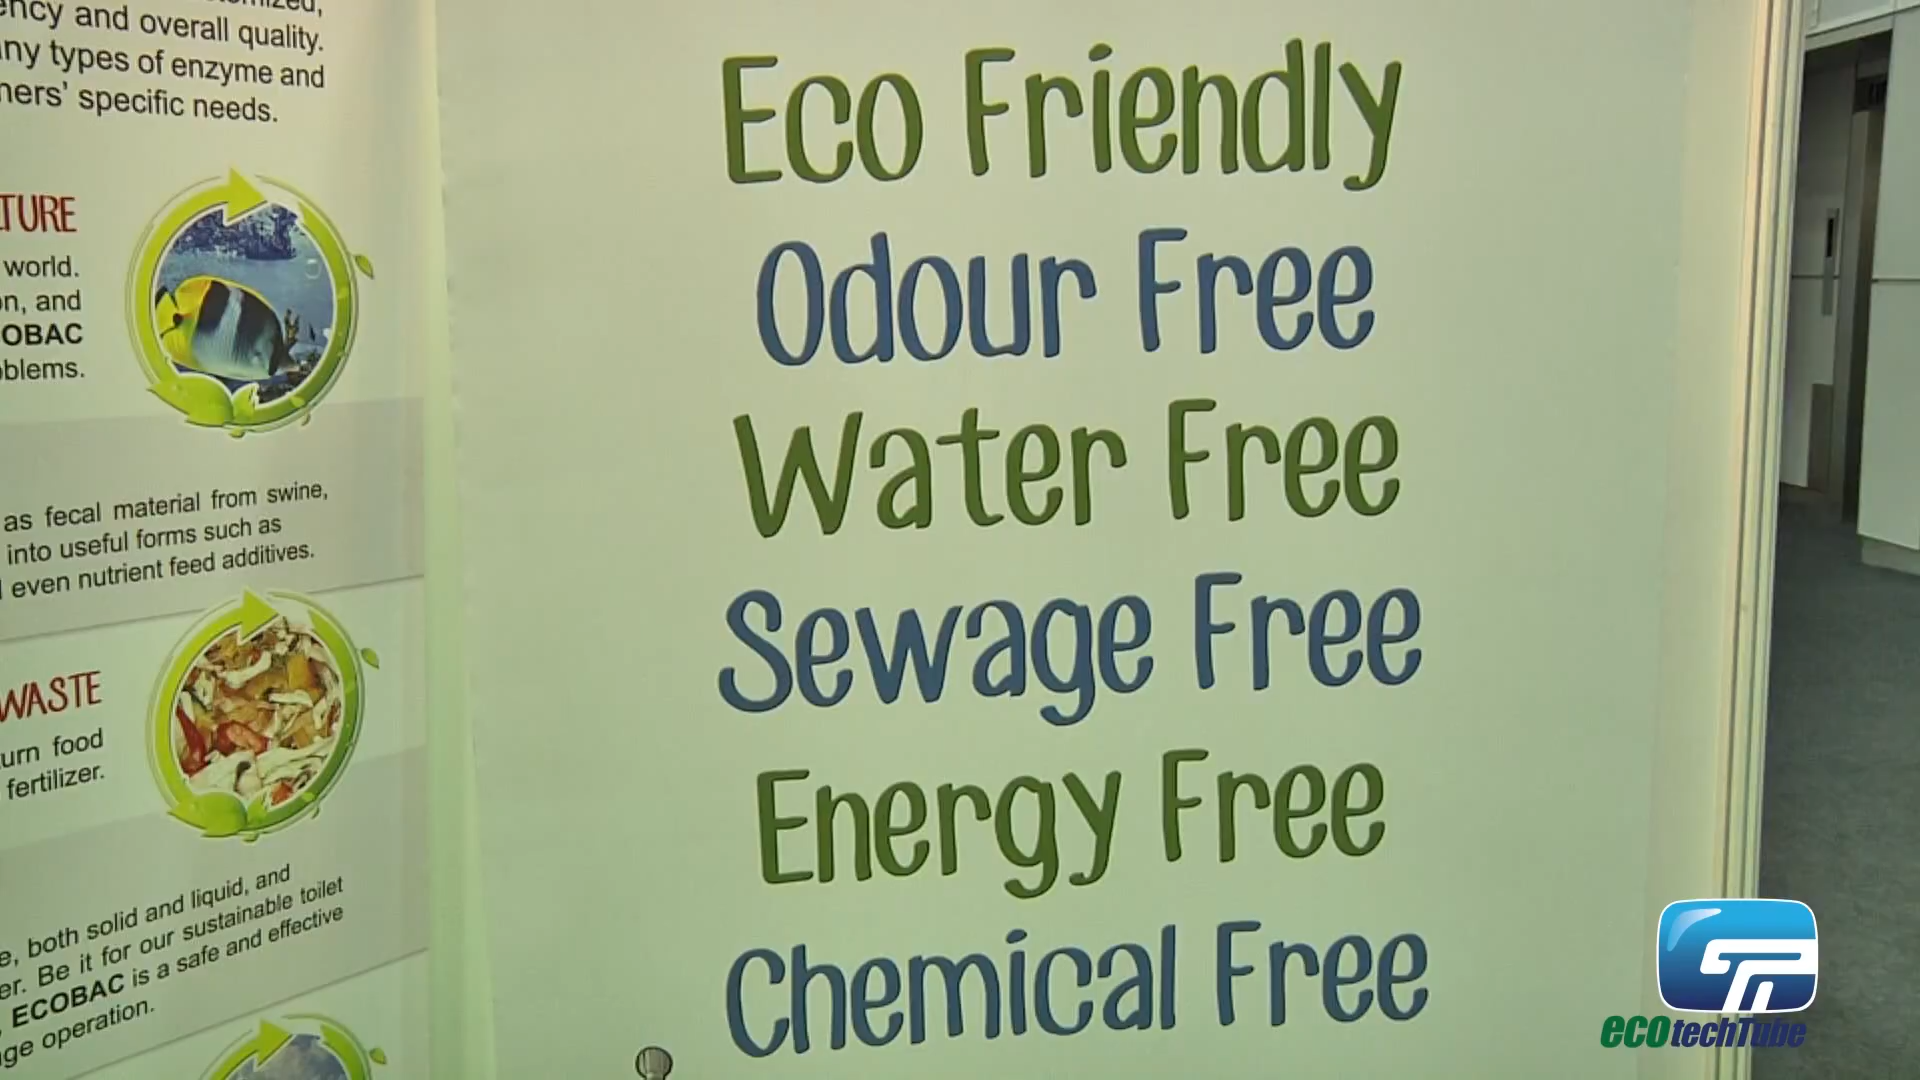 ency and overall quality.
ny types of enzyme and
ners' specific needs.
TURE
world.
on, and
OBAC
oblems.
as fecal material from swine,
into useful forms such as
even nutrient feed additives.
WASTE
urn food
fertilizer.
e, both solid and liquid, and
er. Be it for our sustainable toilet
ECOBAC is a safe and effective
ge operation.
Eco Friendly
Odour Free
Water Free
Sewage Free
Energy Free
Chemical Free
ecotechTube